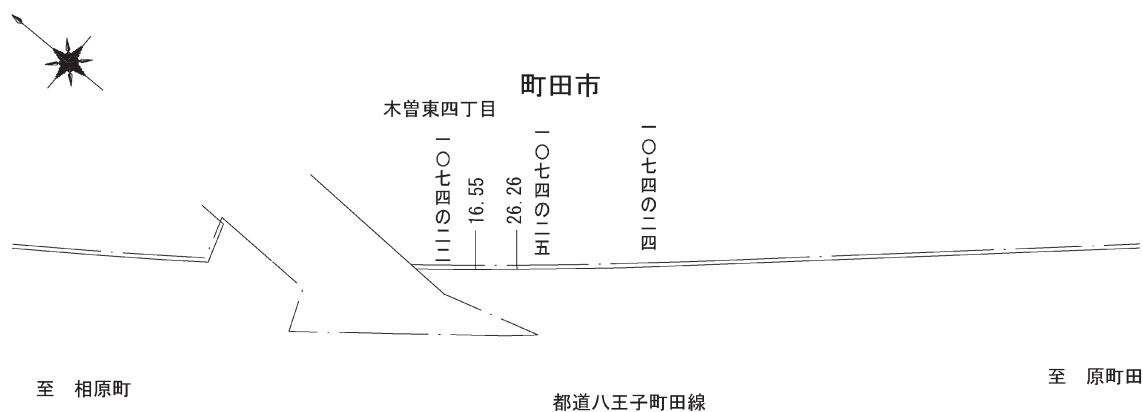 町田市
木曽東四丁目
一〇七四の二二
16.55
26.26
一〇七四の二五
一〇七四の二四
至 相原町
都道八王子町田線
至 原町田